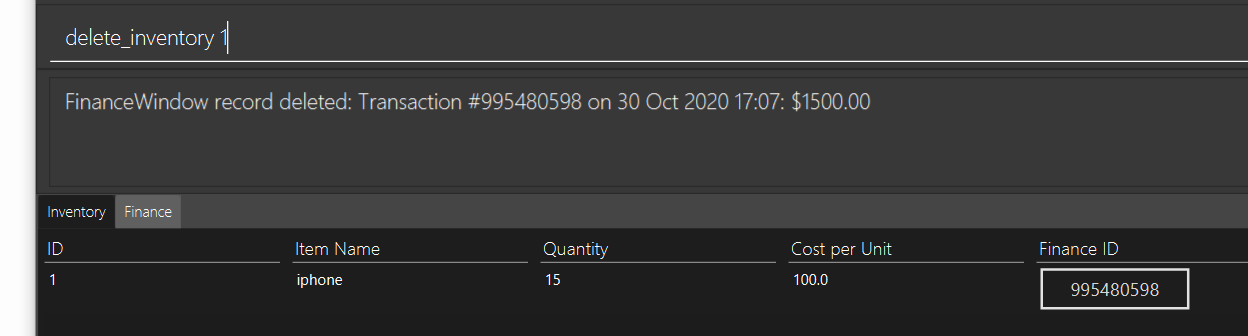 delete_inventory 1
FinanceWindow record deleted: Transaction #995480598 on 30 Oct 2020 17:07: $1500.00
Inventory Finance
ID Item Name Quantity Cost per Unit Finance ID
1 iphone 15 100.0 995480598